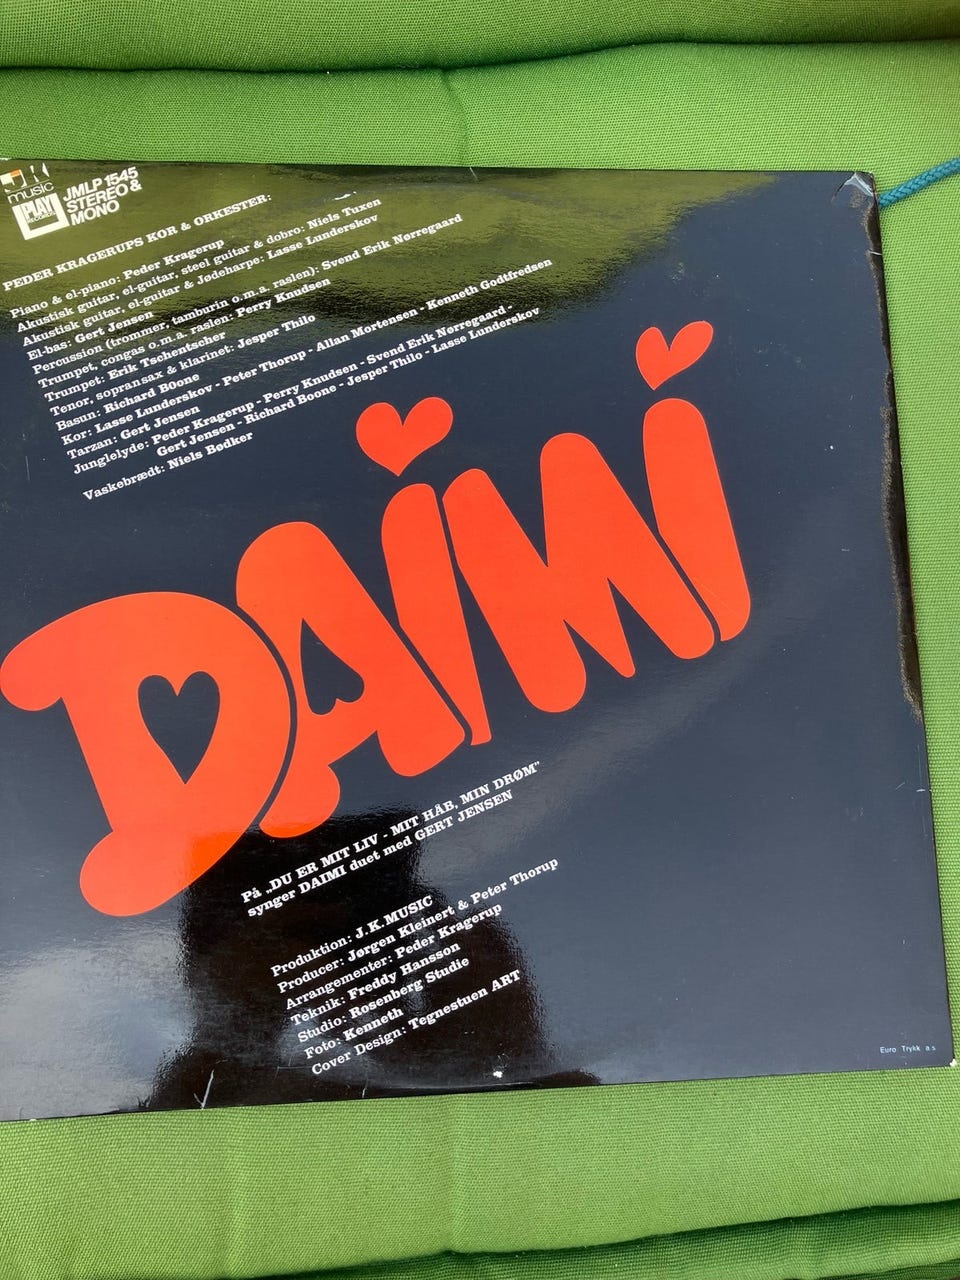 J.K.
music
PLAY
RECORDS
JMLP 1545
STEREO &
MONO
PEDER KRAGERUPS KOR & ORKESTER:
Piano & el-piano: Peder Kragerup
Akustisk guitar, el-guitar, steel guitar & dobro: Niels Tuxen
Akustisk guitar, el-guitar & Jødeharpe: Lasse Lunderskov
El-bas: Gert Jensen
Percussion (trommer, tamburin o.m.a. raslen): Svend Erik Nørregaard
Trumpet, congas o.m.a. raslen: Perry Knudsen
Trumpet: Erik Tschentscher
Tenor, sopransax & klarinet: Jesper Thilo
Basun: Richard B0one
Kor: Lasse Lunderskov - Peter Thorup - Allan Mortensen - Kenneth Godtfredsen
Tarzan: Gert Jensen
Junglelyde: Peder Kragerup - Perry Knudsen - Svend Erik Nørregaard -
Gert Jensen - Richard Boone - Jesper Thilo - Lasse Lunderskov
Vaskebrædt: Niels Bødker
DAIMI
På „DU ER MIT LIV - MIT HÅB, MIN DRØM”
synger DAIMI duet med GERT JENSEN
Produktion: J.K.MUSIC
Producer: Jørgen Kleinert & Peter Thorup
Arrangementer: Peder Kragerup
Teknik: Freddy Hansson
Studie: Rosenberg Studie
Foto: Kenneth
Cover Design: Tegnestuen ART
Euro Trykk a.s